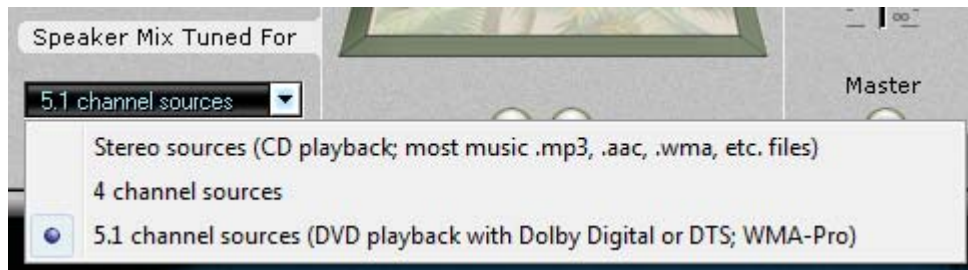 Speaker Mix Tuned For
∞
Master
5.1 channel sources
Stereo sources (CD playback; most music .mp3, .aac, .wma, etc. files)
4 channel sources
5.1 channel sources (DVD playback with Dolby Digital or DTS; WMA-Pro)